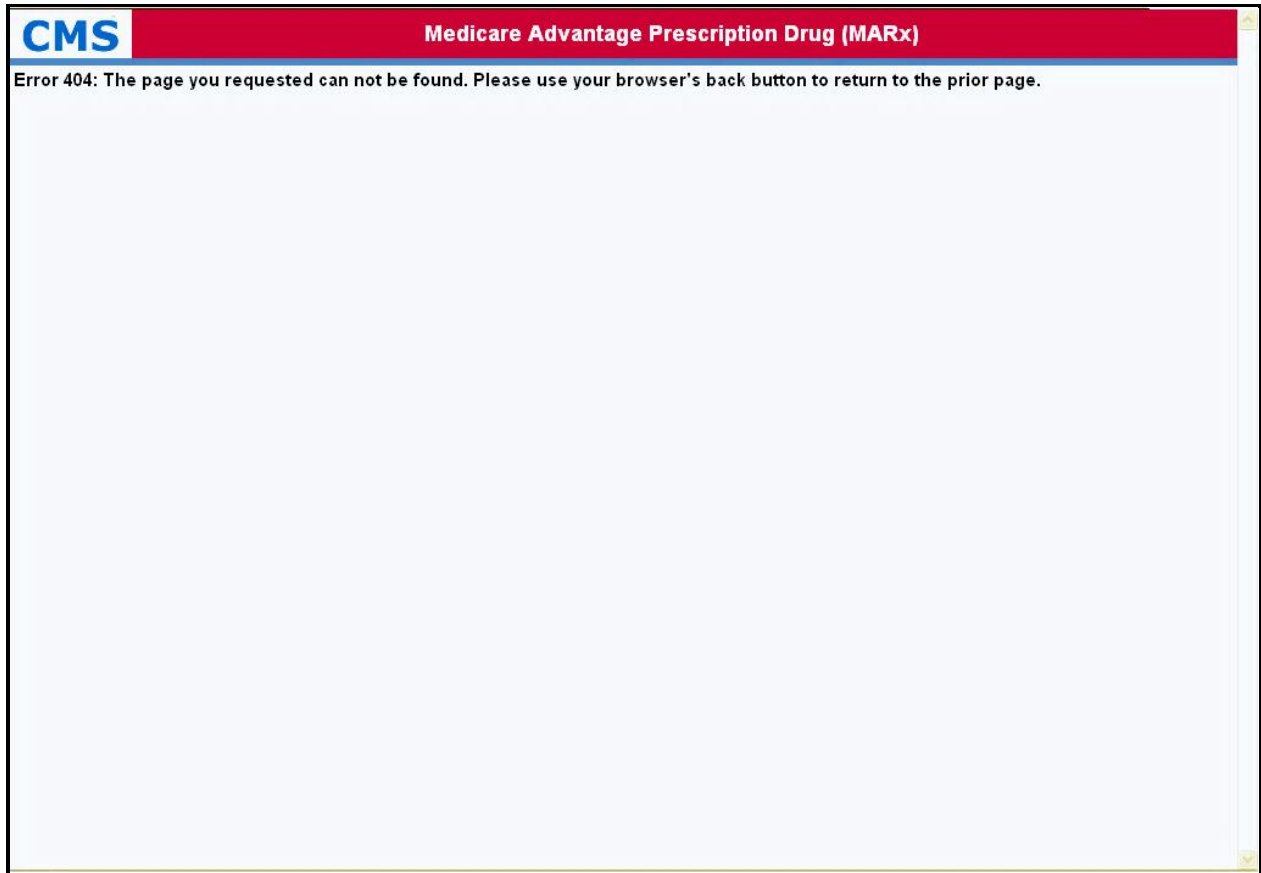 CMS
Medicare Advantage Prescription Drug (MARx)
Error 404: The page you requested can not be found. Please use your browser's back button to return to the prior page.